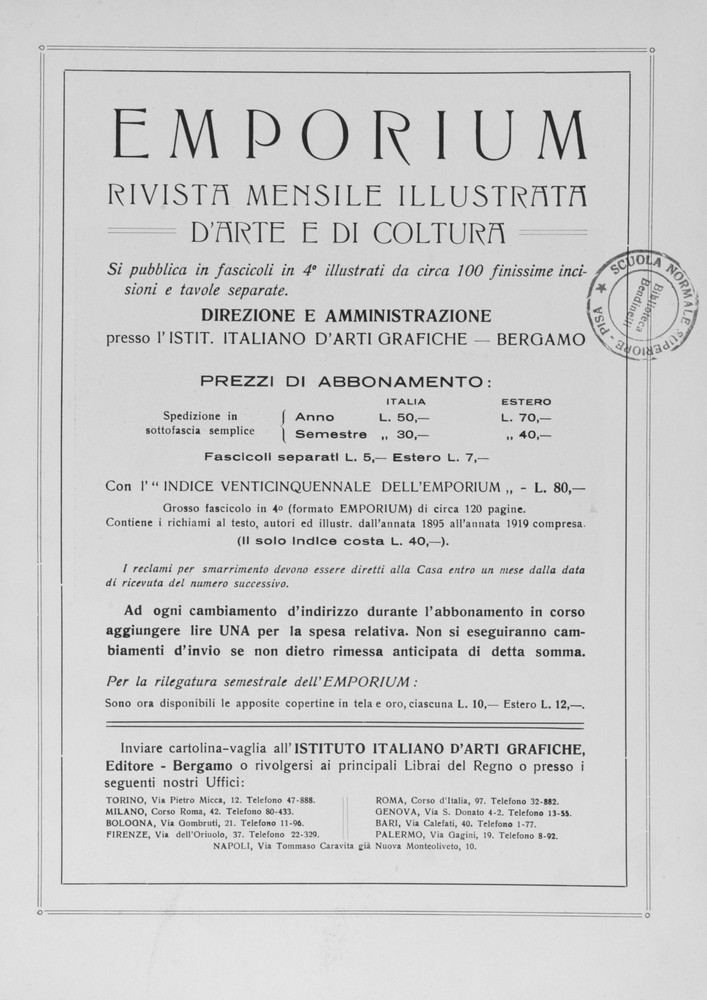 EMPORIUM
RIVISTA MENSILE ILLUSTRATA
D'ARTE E DI COLTURA
Si pubblica in fascicoli in 4° illustrati da circa 100 finissime inci-
sioni e tavole separate.
DIREZIONE E AMMINISTRAZIONE
presso l'ISTIT. ITALIANO D'ARTI GRAFICHE — BERGAMO
SCUOLA NORMALE SUPERIORE - PISA ★
Biblioteca
Bendinelli
PREZZI DI ABBONAMENTO:
ITALIA ESTERO
Spedizione in sottofascia semplice
Anno L. 50,— L. 70,—
Semestre „ 30,— „ 40,—
Fascicoli separati L. 5,— Estero L. 7,—
Con l' “ INDICE VENTICINQUENNALE DELL'EMPORIUM „ - L. 80,—
Grosso fascicolo in 4º (formato EMPORIUM) di circa 120 pagine.
Contiene i richiami al testo, autori ed illustr. dall'annata 1895 all'annata 1919 compresa.
(Il solo Indice costa L. 40,—).
I reclami per smarrimento devono essere diretti alla Casa entro un mese dalla data
di ricevuta del numero successivo.
Ad ogni cambiamento d'indirizzo durante l'abbonamento in corso
aggiungere lire UNA per la spesa relativa. Non si eseguiranno cam-
biamenti d'invio se non dietro rimessa anticipata di detta somma.
Per la rilegatura semestrale dell'EMPORIUM :
Sono ora disponibili le apposite copertine in tela e oro, ciascuna L. 10,— Estero L. 12,—.
Inviare cartolina-vaglia all'ISTITUTO ITALIANO D'ARTI GRAFICHE,
Editore - Bergamo o rivolgersi ai principali Librai del Regno o presso i
seguenti nostri Uffici:
TORINO, Via Pietro Micca, 12. Telefono 47-888.
MILANO, Corso Roma, 42. Telefono 80-433.
BOLOGNA, Via Gombruti, 21. Telefono 11-96.
FIRENZE, Via dell'Oriuolo, 37. Telefono 22-329.
ROMA, Corso d'Italia, 97. Telefono 32-882.
GENOVA, Via S. Donato 4-2. Telefono 13-55.
BARI, Via Calefati, 40. Telefono 1-77.
PALERMO, Via Gagini, 19. Telefono 8-92.
NAPOLI, Via Tommaso Caravita già Nuova Monteoliveto, 10.